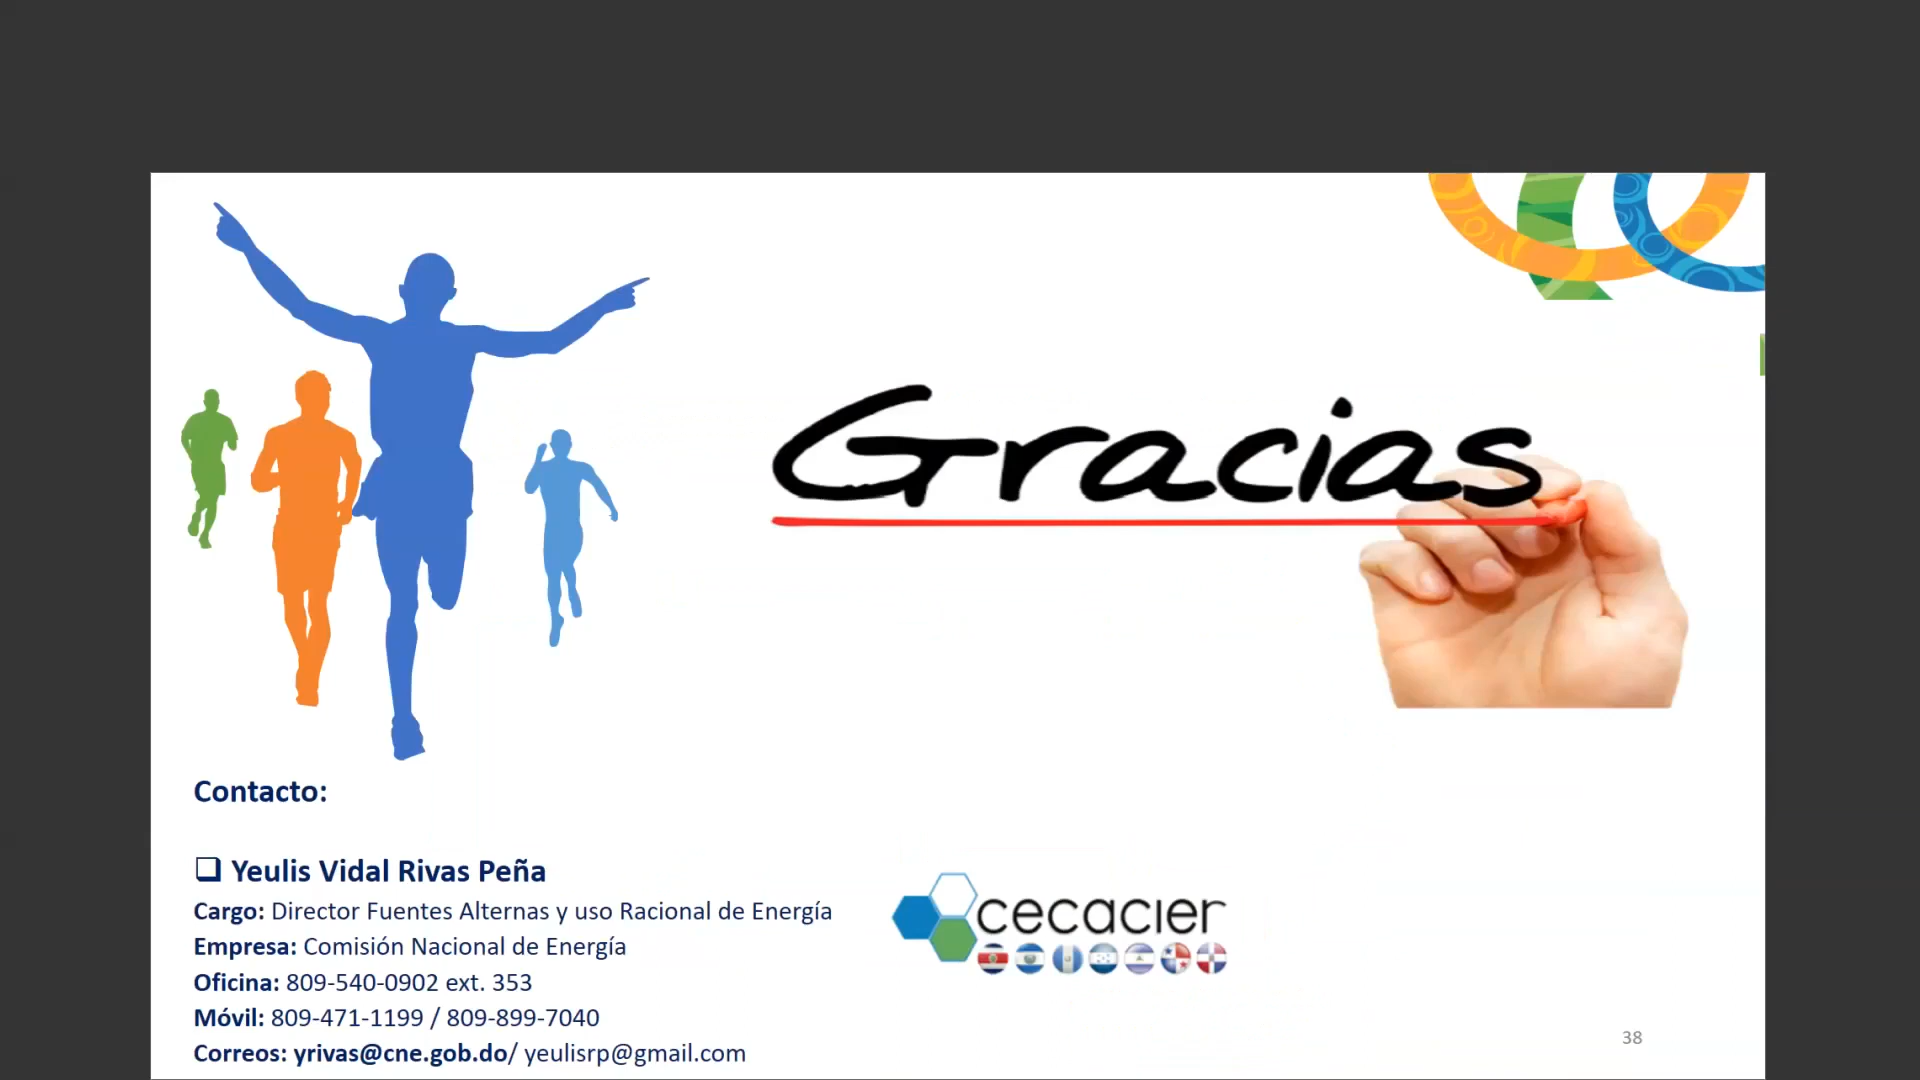 Gracias
Contacto:
❑ Yeulis Vidal Rivas Peña
Cargo: Director Fuentes Alternas y uso Racional de Energía
Empresa: Comisión Nacional de Energía
Oficina: 809-540-0902 ext. 353
Móvil: 809-471-1199 / 809-899-7040
Correos: yrivas@cne.gob.do/ yeulisrp@gmail.com
cecacier
38